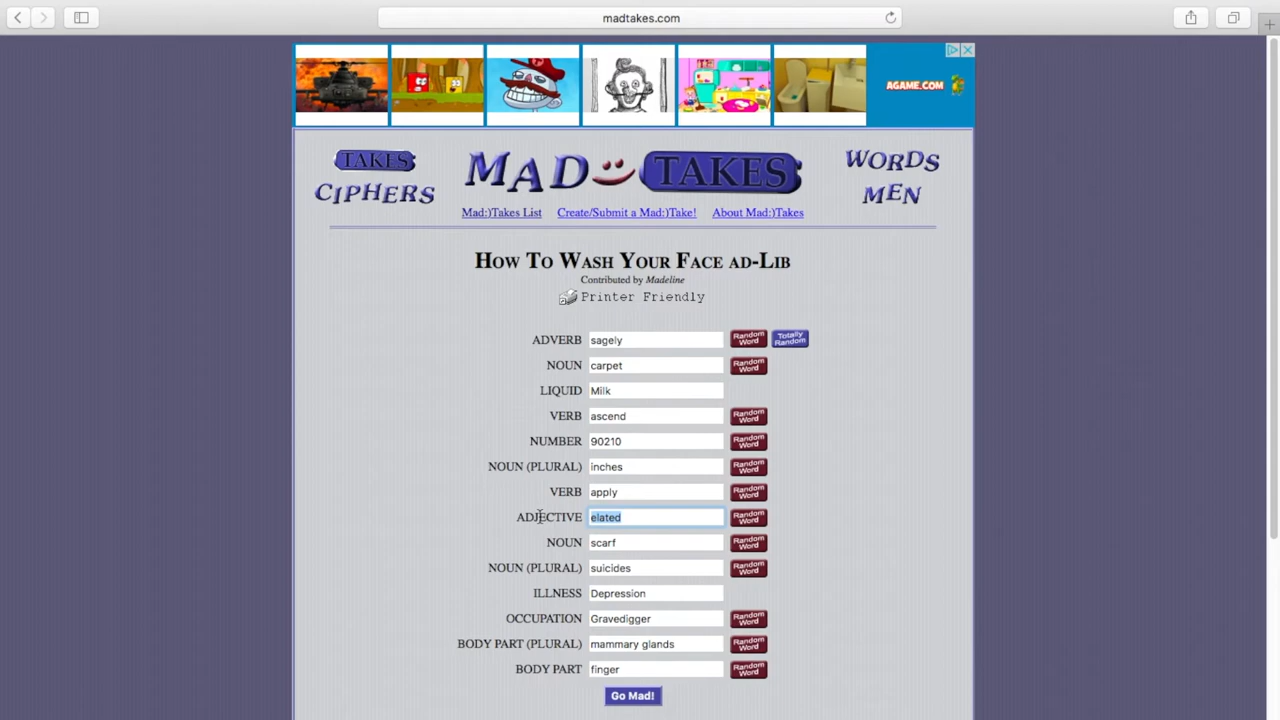 madtakes.com
AGAME.COM
TAKES
CIPHERS
MAD:)TAKES
WORDS
MEN
Mad:)Takes List Create/Submit a Mad:)Take! About Mad:)Takes
How To Wash Your Face ad-Lib
Contributed by Madeline
Printer Friendly
ADVERB sagely Random Word Totally Random
NOUN carpet Random Word
LIQUID Milk
VERB ascend Random Word
NUMBER 90210 Random Word
NOUN (PLURAL) inches Random Word
VERB apply Random Word
ADJECTIVE elated Random Word
NOUN scarf Random Word
NOUN (PLURAL) suicides Random Word
ILLNESS Depression
OCCUPATION Gravedigger Random Word
BODY PART (PLURAL) mammary glands Random Word
BODY PART finger Random Word
Go Mad!